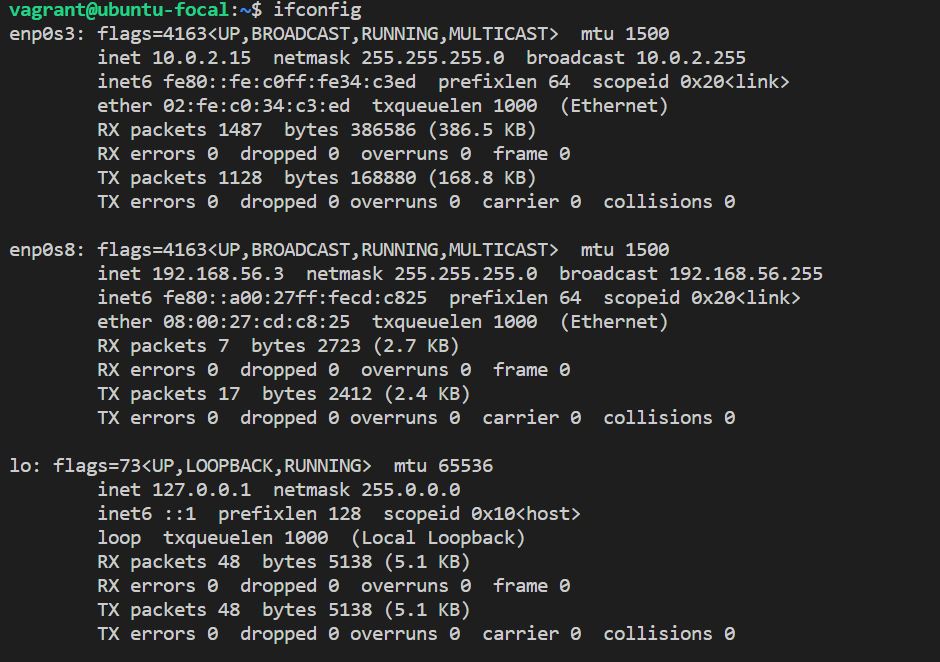 vagrant@ubuntu-focal:~$ ifconfig
enp0s3: flags=4163<UP,BROADCAST,RUNNING,MULTICAST>  mtu 1500
        inet 10.0.2.15  netmask 255.255.255.0  broadcast 10.0.2.255
        inet6 fe80::fe:c0ff:fe34:c3ed  prefixlen 64  scopeid 0x20<link>
        ether 02:fe:c0:34:c3:ed  txqueuelen 1000  (Ethernet)
        RX packets 1487  bytes 386586 (386.5 KB)
        RX errors 0  dropped 0  overruns 0  frame 0
        TX packets 1128  bytes 168880 (168.8 KB)
        TX errors 0  dropped 0 overruns 0  carrier 0  collisions 0

enp0s8: flags=4163<UP,BROADCAST,RUNNING,MULTICAST>  mtu 1500
        inet 192.168.56.3  netmask 255.255.255.0  broadcast 192.168.56.255
        inet6 fe80::a00:27ff:fecd:c825  prefixlen 64  scopeid 0x20<link>
        ether 08:00:27:cd:c8:25  txqueuelen 1000  (Ethernet)
        RX packets 7  bytes 2723 (2.7 KB)
        RX errors 0  dropped 0  overruns 0  frame 0
        TX packets 17  bytes 2412 (2.4 KB)
        TX errors 0  dropped 0 overruns 0  carrier 0  collisions 0

lo: flags=73<UP,LOOPBACK,RUNNING>  mtu 65536
        inet 127.0.0.1  netmask 255.0.0.0
        inet6 ::1  prefixlen 128  scopeid 0x10<host>
        loop  txqueuelen 1000  (Local Loopback)
        RX packets 48  bytes 5138 (5.1 KB)
        RX errors 0  dropped 0  overruns 0  frame 0
        TX packets 48  bytes 5138 (5.1 KB)
        TX errors 0  dropped 0 overruns 0  carrier 0  collisions 0